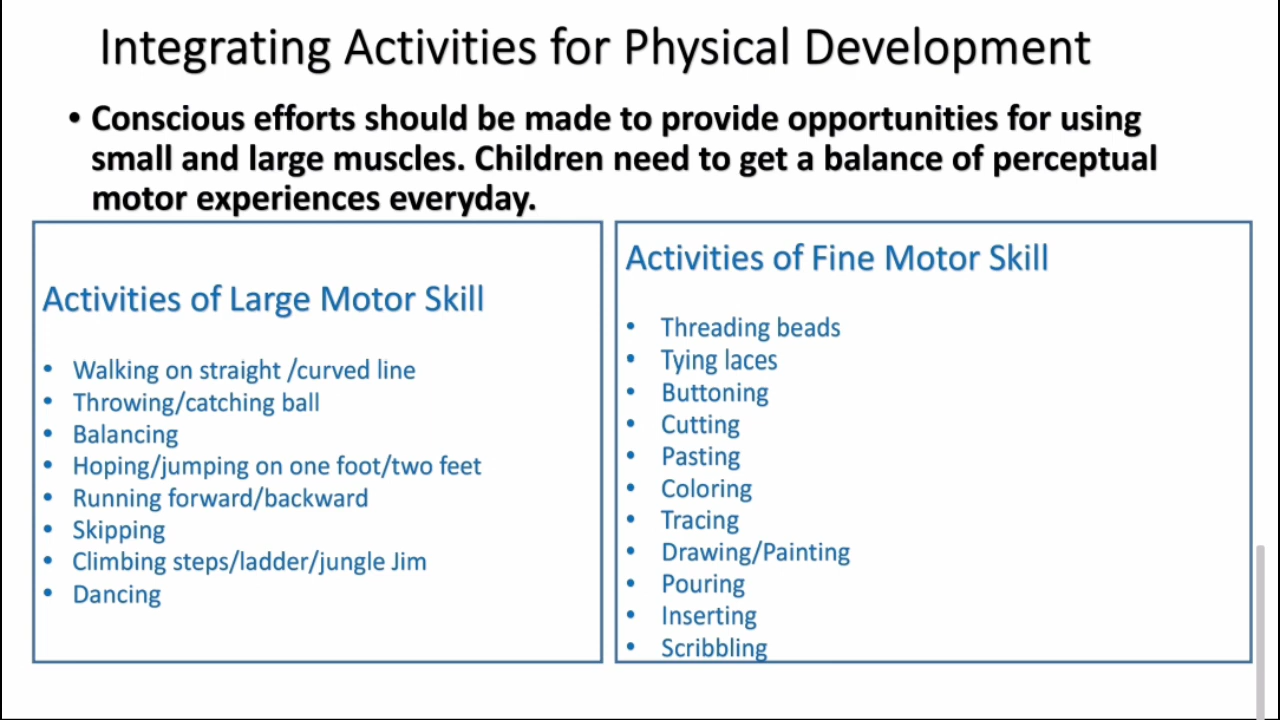 Integrating Activities for Physical Development
• Conscious efforts should be made to provide opportunities for using
small and large muscles. Children need to get a balance of perceptual
motor experiences everyday.
Activities of Large Motor Skill
• Walking on straight /curved line
• Throwing/catching ball
• Balancing
• Hoping/jumping on one foot/two feet
• Running forward/backward
• Skipping
• Climbing steps/ladder/jungle Jim
• Dancing
Activities of Fine Motor Skill
• Threading beads
• Tying laces
• Buttoning
• Cutting
• Pasting
• Coloring
• Tracing
• Drawing/Painting
• Pouring
• Inserting
• Scribbling